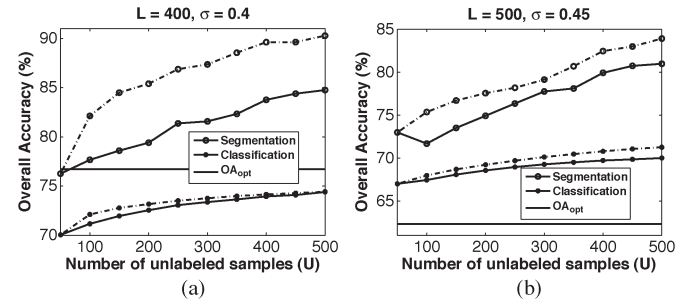 L = 400, σ = 0.4
Overall Accuracy (%)
90
85
80
75
70
Segmentation
Classification
OAopt
100
200
300
400
500
Number of unlabeled samples (U)
(a)
L = 500, σ = 0.45
Overall Accuracy (%)
85
80
75
70
65
Segmentation
Classification
OAopt
100
200
300
400
500
Number of unlabeled samples (U)
(b)